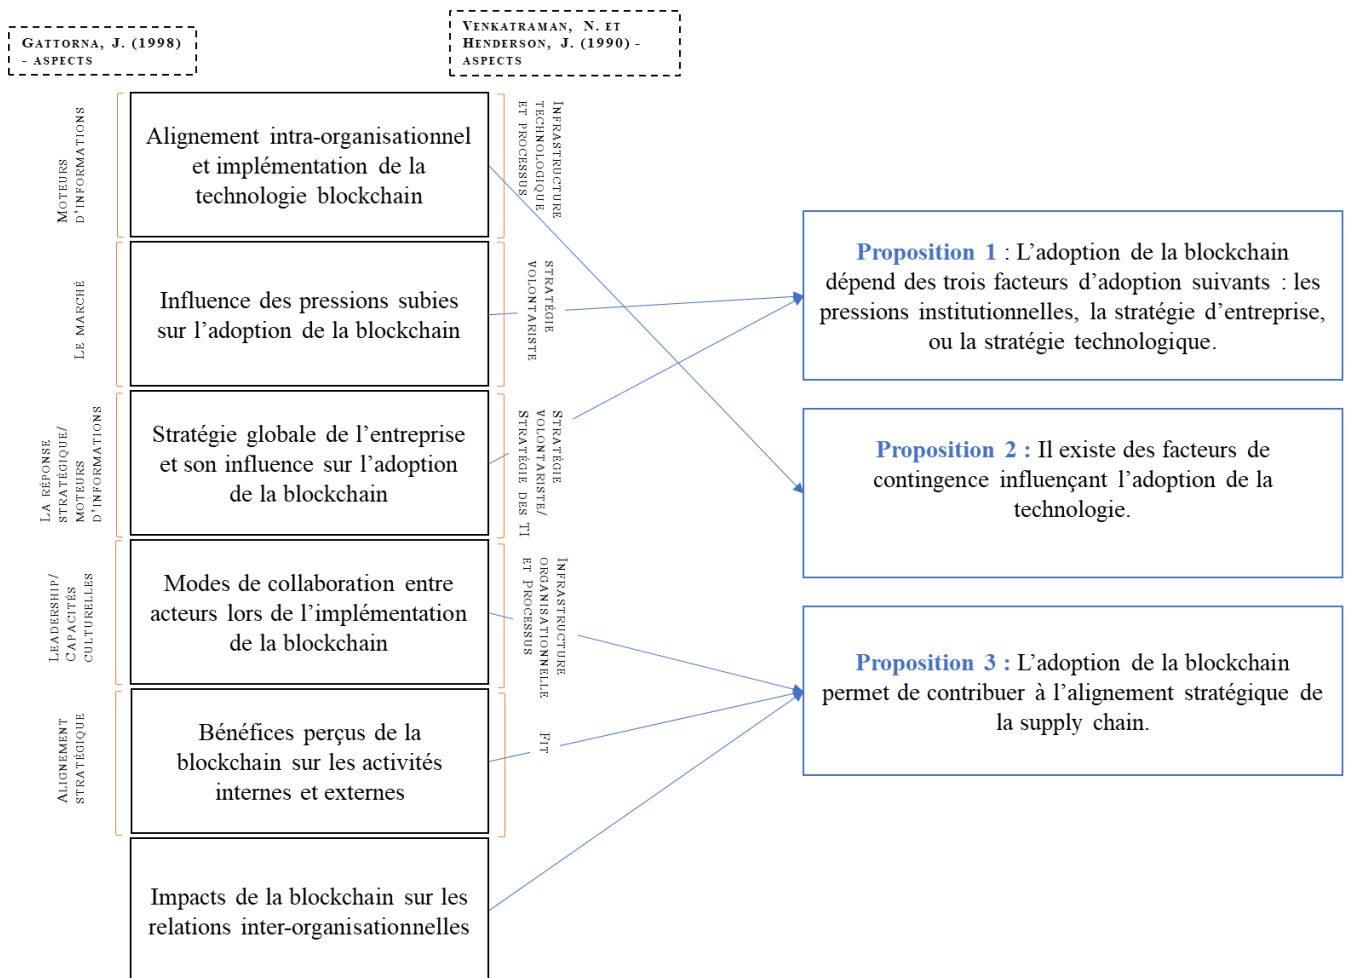 Gattorna, J. (1998)
- aspects
Venkatraman, N. et
Henderson, J. (1990) -
aspects
Moteurs
d'informations
Alignement intra-organisationnel
et implémentation de la
technologie blockchain
Infrastructure
technologique
et processus
Le marché
Influence des pressions subies
sur l'adoption de la blockchain
stratégie
volontariste
La réponse
stratégique/
moteurs
d'informations
Stratégie globale de l'entreprise
et son influence sur l'adoption
de la blockchain
Stratégie
volontariste/
Stratégie des TI
Leadership/
Capacités
culturelles
Modes de collaboration entre
acteurs lors de l'implémentation
de la blockchain
Infrastructure
organisationnelle
et Processus
Alignement
stratégique
Bénéfices perçus de la
blockchain sur les activités
internes et externes
Fit
Impacts de la blockchain sur les
relations inter-organisationnelles
Proposition 1 : L'adoption de la blockchain
dépend des trois facteurs d'adoption suivants : les
pressions institutionnelles, la stratégie d'entreprise,
ou la stratégie technologique.
Proposition 2 : Il existe des facteurs de
contingence influençant l'adoption de la
technologie.
Proposition 3 : L'adoption de la blockchain
permet de contribuer à l'alignement stratégique de
la supply chain.